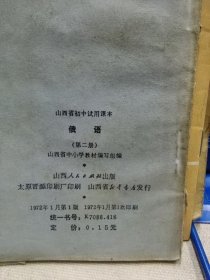 山西省初中试用课本
俄语
(第二册)
山西省中小学教材编写组编
*
山西人民出版社出版
太原晋都印刷厂印刷 山西省新华书店发行
*
1972年1月第1版 1972年1月第1次印刷
统一书号：K7088.418
定价：0.15元